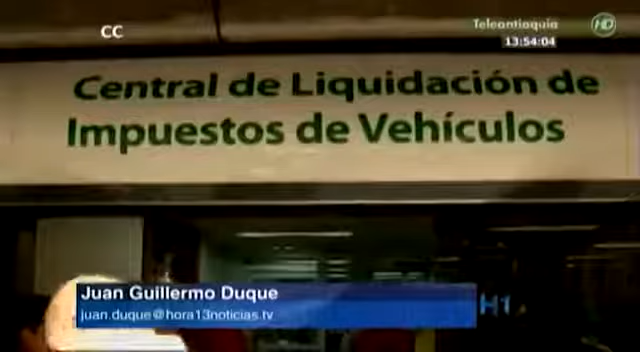 CC
Teleantioquia HD
13:54:04
Central de Liquidación de
Impuestos de Vehículos
Juan Guillermo Duque
juan.duque@hora13noticias.tv
H1